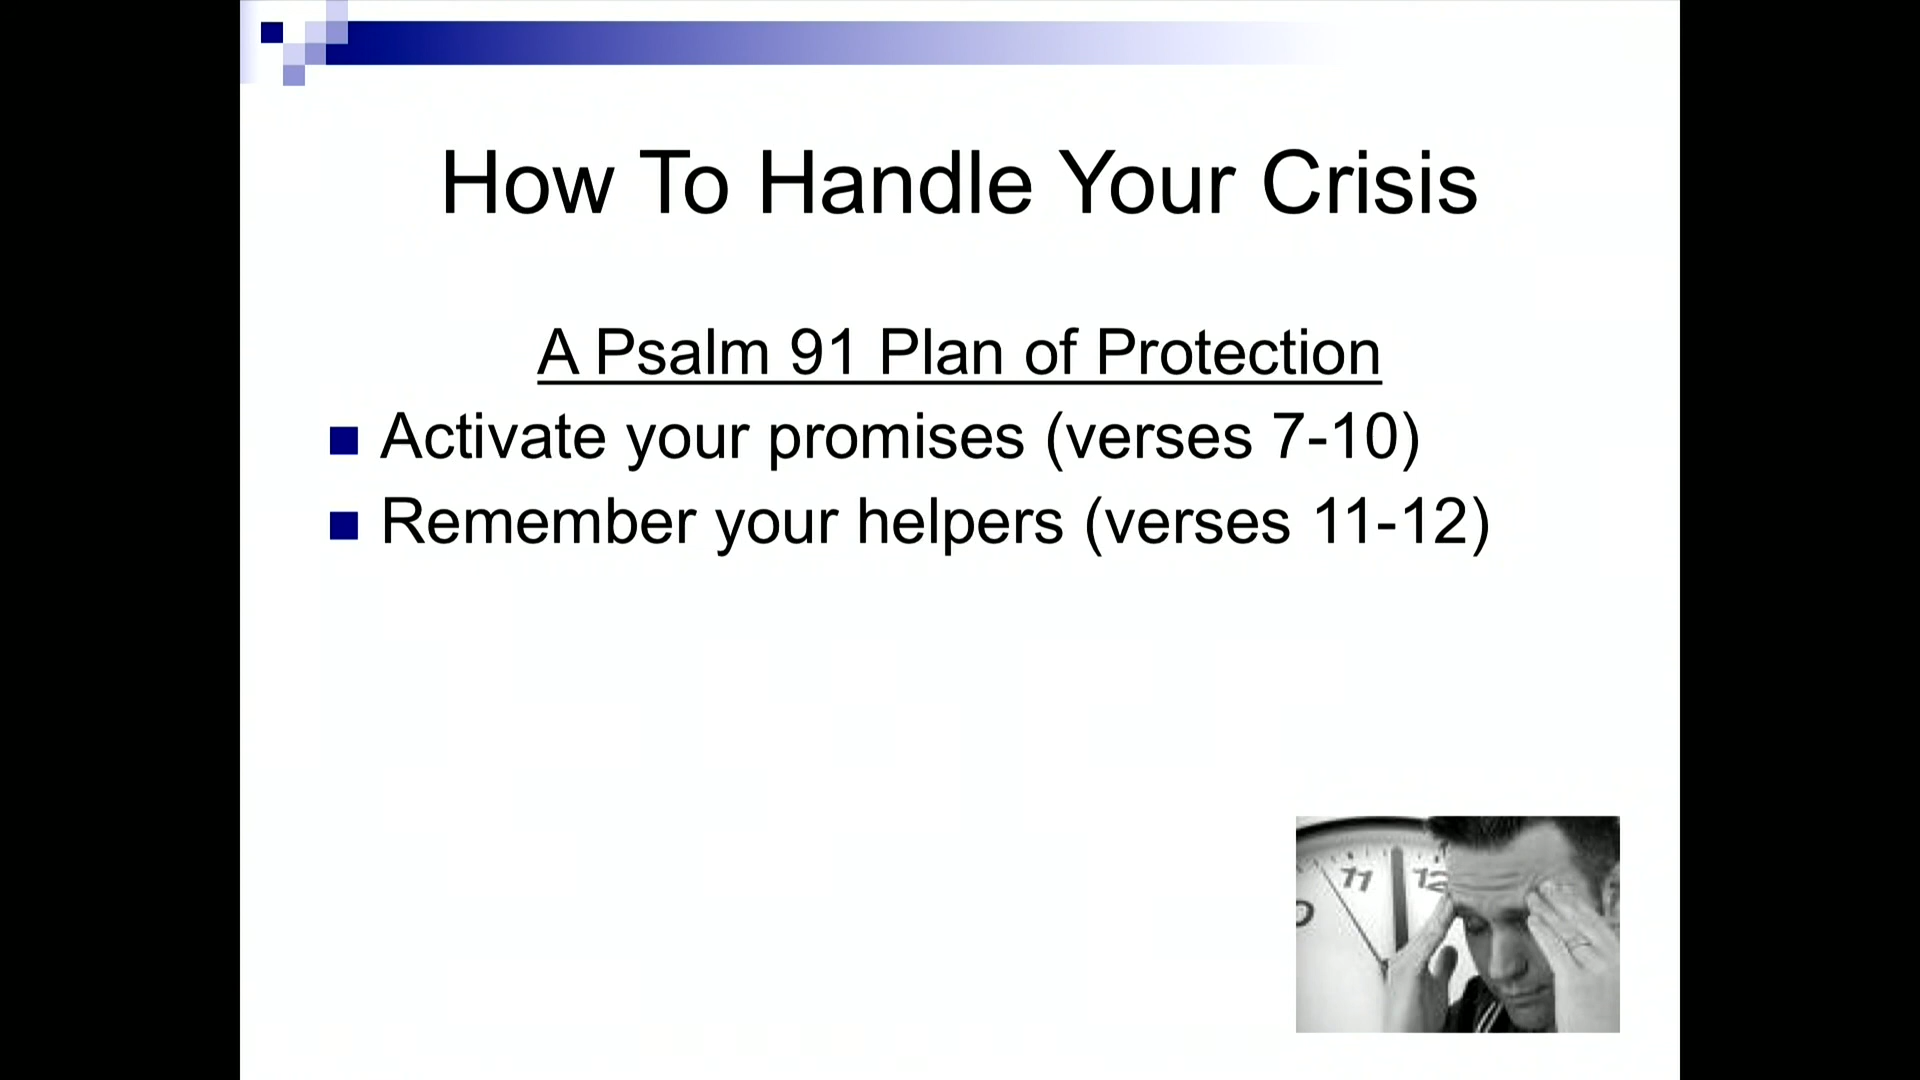 How To Handle Your Crisis
A Psalm 91 Plan of Protection
Activate your promises (verses 7-10)
Remember your helpers (verses 11-12)
11 12